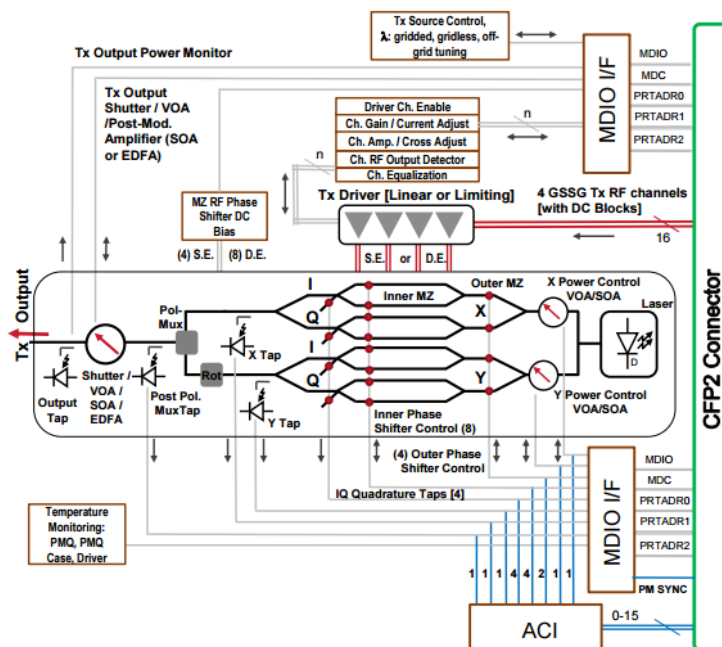 Tx Source Control,
λ: gridded, gridless, off-
grid tuning
Tx Output Power Monitor
MDIO I/F
MDIO
MDC
PRTADR0
PRTADR1
PRTADR2
Tx Output
Shutter / VOA
/Post-Mod.
Amplifier (SOA
or EDFA)
Driver Ch. Enable
Ch. Gain / Current Adjust
Ch. Amp. / Cross Adjust
Ch. RF Output Detector
Ch. Equalization
n
n
Tx Driver [Linear or Limiting]
4 GSSG Tx RF channels
[with DC Blocks]
16
MZ RF Phase
Shifter DC
Bias
(4) S.E. (8) D.E.
S.E. or D.E.
CFP2 Connector
Tx Output
Pol-
Mux
I
Q
I
Q
Inner MZ
Outer MZ
X
Y
X Power Control
VOA/SOA
Laser
D
X Tap
Rot
Output
Tap
Shutter /
VOA /
SOA /
EDFA
Post Pol.
MuxTap
Y Tap
Inner Phase
Shifter Control (8)
Y Power Control
VOA/SOA
(4) Outer Phase
Shifter Control
IQ Quadrature Taps [4]
Temperature
Monitoring:
PMQ, PMQ
Case, Driver
MDIO I/F
MDIO
MDC
PRTADR0
PRTADR1
PRTADR2
PM SYNC
1 1 1 4 4 2 1 1
ACI
0-15